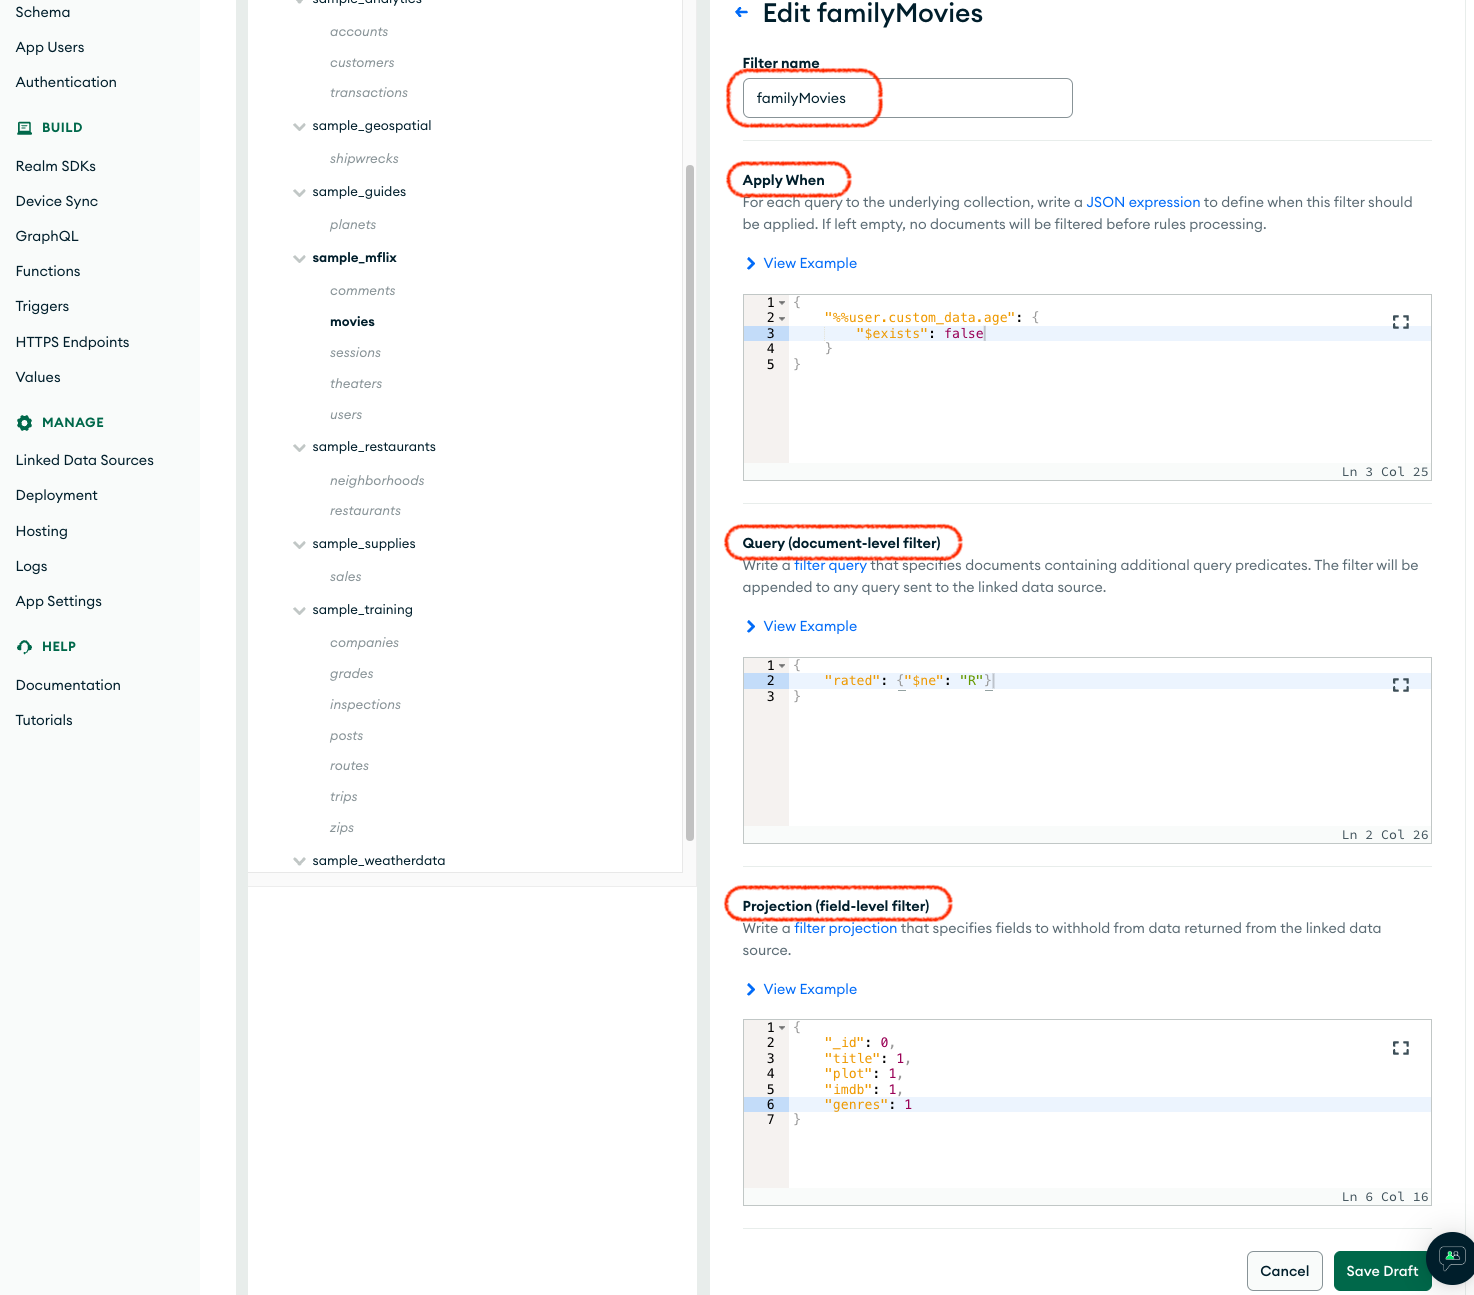 Schema
App Users
Authentication
BUILD
Realm SDKs
Device Sync
GraphQL
Functions
Triggers
HTTPS Endpoints
Values
MANAGE
Linked Data Sources
Deployment
Hosting
Logs
App Settings
HELP
Documentation
Tutorials
sample_analytics
accounts
customers
transactions
sample_geospatial
shipwrecks
sample_guides
planets
sample_mflix
comments
movies
sessions
theaters
users
sample_restaurants
neighborhoods
restaurants
sample_supplies
sales
sample_training
companies
grades
inspections
posts
routes
trips
zips
sample_weatherdata
Edit familyMovies
Filter name
familyMovies
Apply When
For each query to the underlying collection, write a JSON expression to define when this filter should
be applied. If left empty, no documents will be filtered before rules processing.
View Example
1 {
2     "%%user.custom_data.age": {
3         "$exists": false
4     }
5 }
Ln 3 Col 25
Query (document-level filter)
Write a filter query that specifies documents containing additional query predicates. The filter will be
appended to any query sent to the linked data source.
View Example
1 {
2     "rated": {"$ne": "R"}
3 }
Ln 2 Col 26
Projection (field-level filter)
Write a filter projection that specifies fields to withhold from data returned from the linked data
source.
View Example
1 {
2     "_id": 0,
3     "title": 1,
4     "plot": 1,
5     "imdb": 1,
6     "genres": 1
7 }
Ln 6 Col 16
Cancel
Save Draft